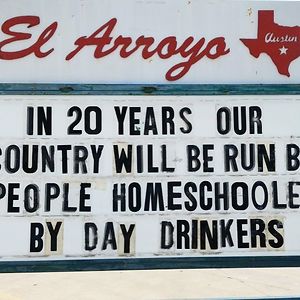 El Arroyo
Austin
IN 20 YEARS OUR
COUNTRY WILL BE RUN B
PEOPLE HOMESCHOOLE
BY DAY DRINKERS